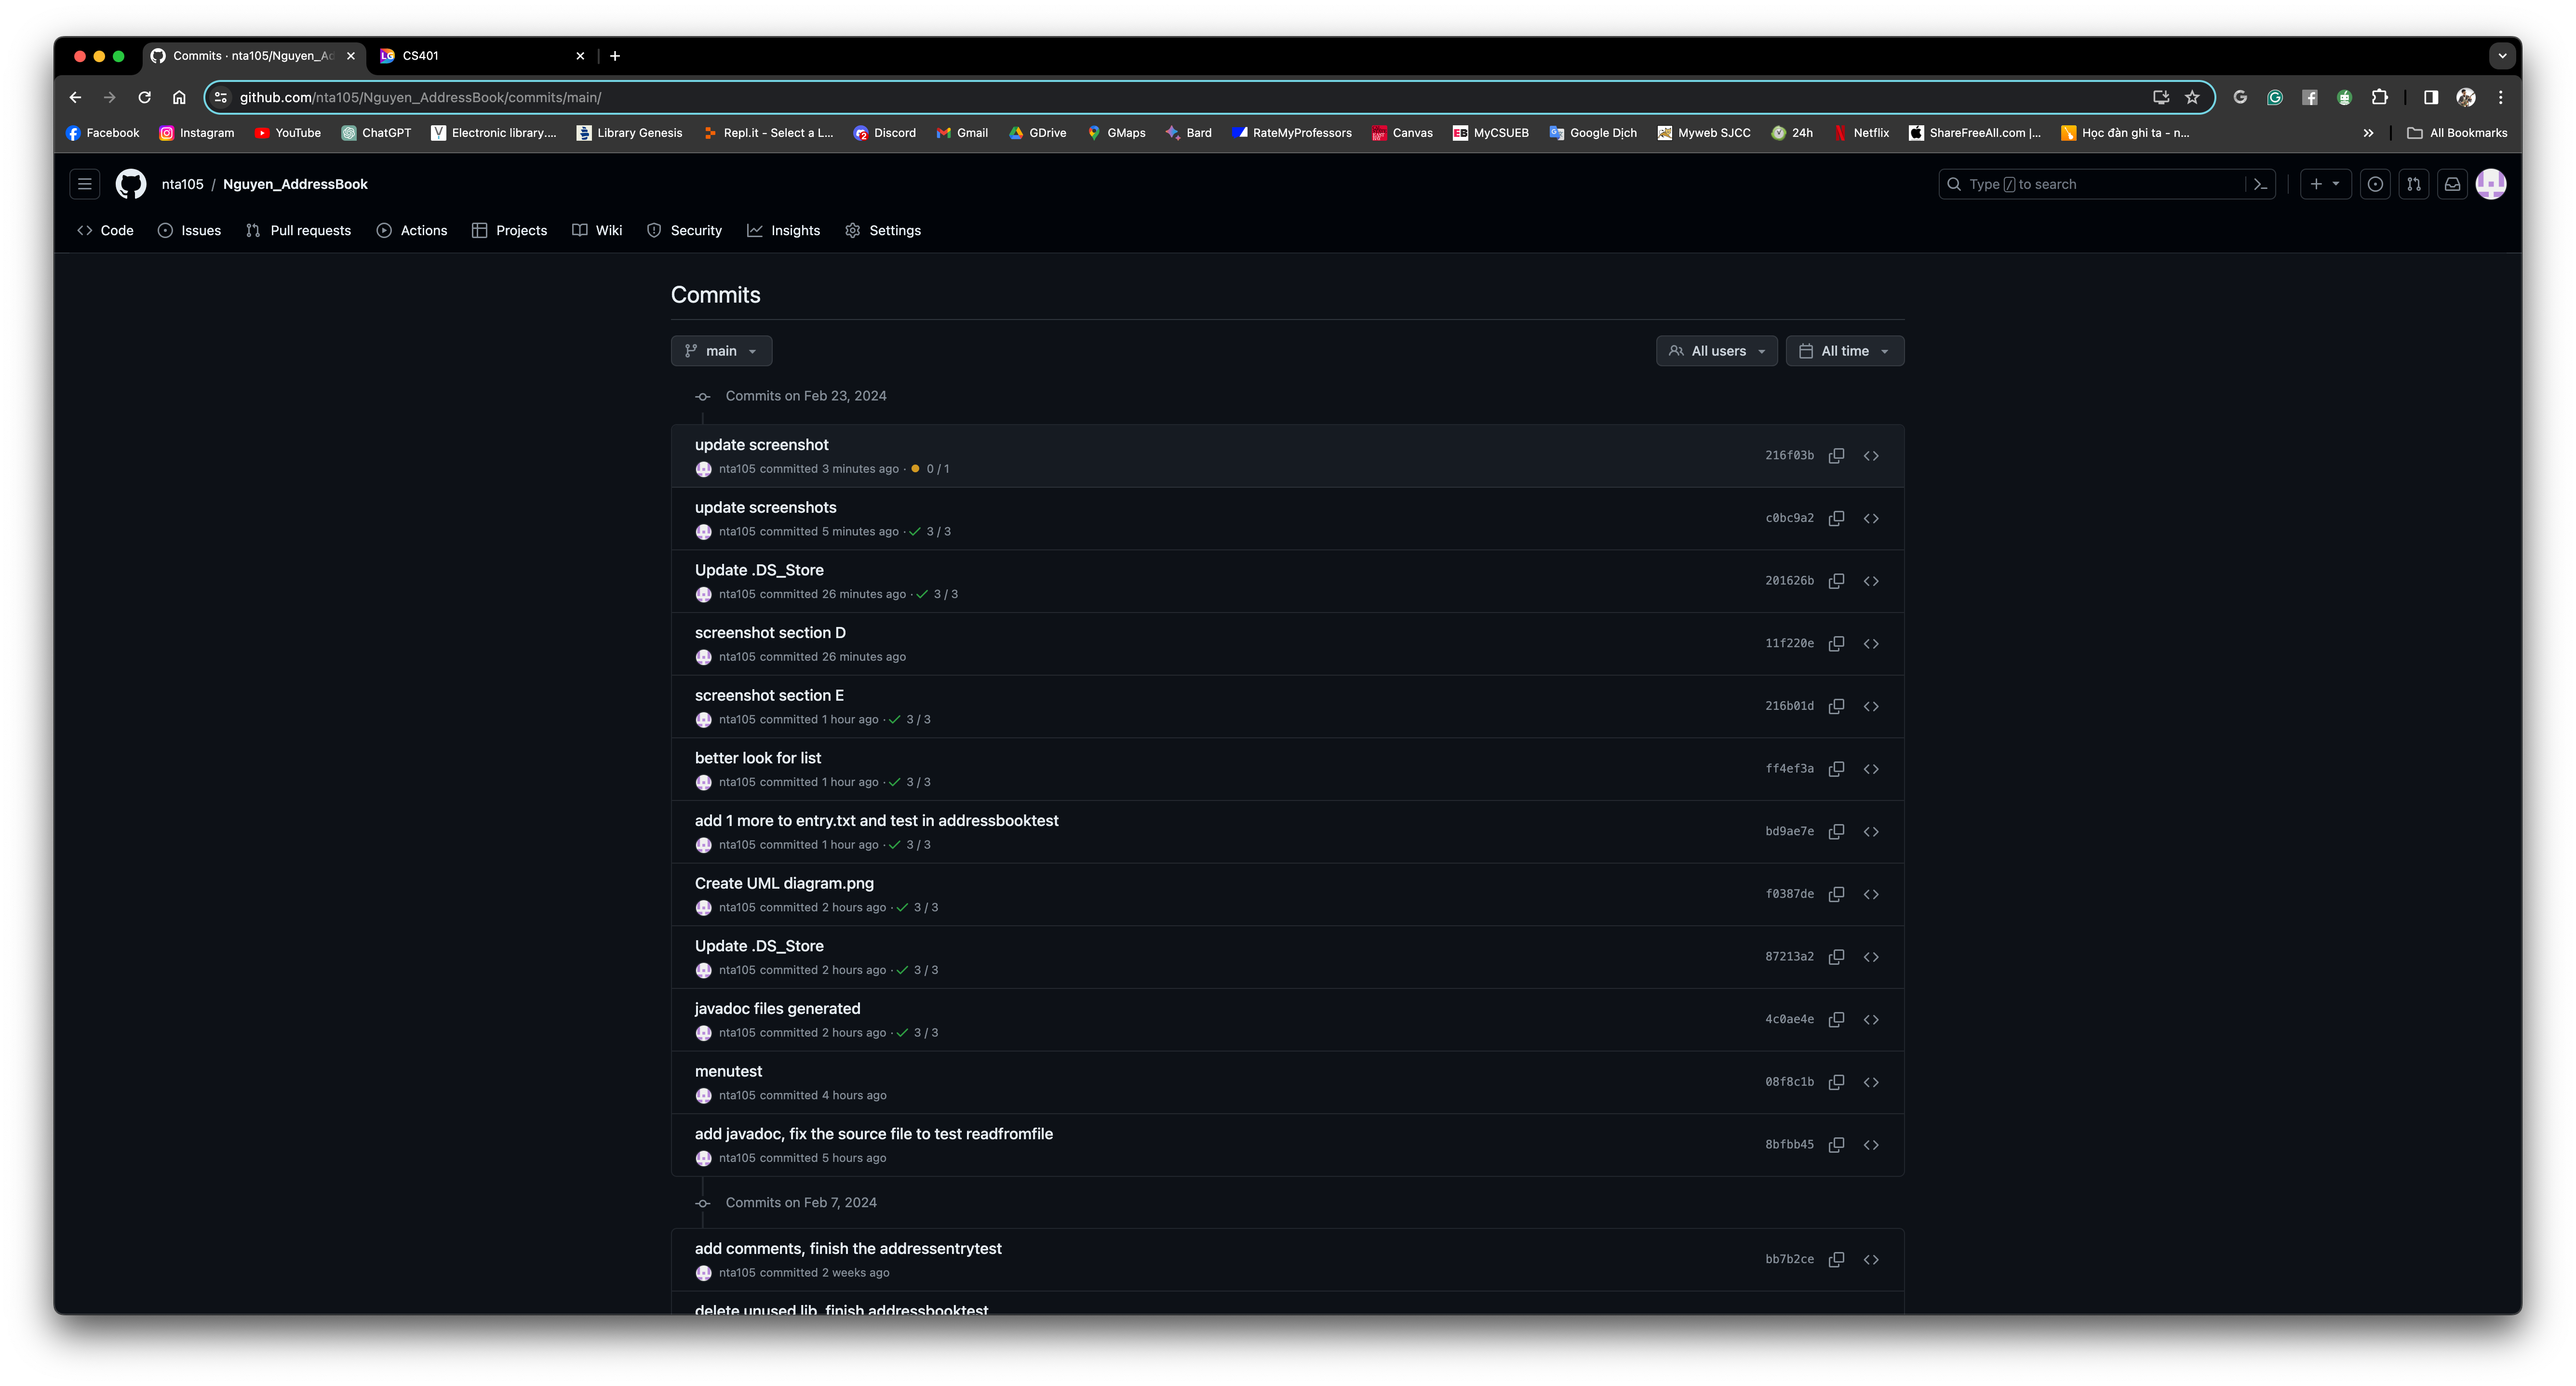 Commits · nta105/Nguyen_Ad
CS401
github.com/nta105/Nguyen_AddressBook/commits/main/
Facebook Instagram YouTube ChatGPT Electronic library.... Library Genesis Repl.it - Select a L... Discord Gmail GDrive GMaps Bard RateMyProfessors Canvas MyCSUEB Google Dịch Myweb SJCC 24h Netflix ShareFreeAll.com |... Học đàn ghi ta - n... All Bookmarks
nta105 / Nguyen_AddressBook
Type / to search
Code Issues Pull requests Actions Projects Wiki Security Insights Settings
Commits
main All users All time
Commits on Feb 23, 2024
update screenshot
nta105 committed 3 minutes ago · 0 / 1
216f03b
update screenshots
nta105 committed 5 minutes ago · 3 / 3
c0bc9a2
Update .DS_Store
nta105 committed 26 minutes ago · 3 / 3
201626b
screenshot section D
nta105 committed 26 minutes ago
11f220e
screenshot section E
nta105 committed 1 hour ago · 3 / 3
216b01d
better look for list
nta105 committed 1 hour ago · 3 / 3
ff4ef3a
add 1 more to entry.txt and test in addressbooktest
nta105 committed 1 hour ago · 3 / 3
bd9ae7e
Create UML diagram.png
nta105 committed 2 hours ago · 3 / 3
f0387de
Update .DS_Store
nta105 committed 2 hours ago · 3 / 3
87213a2
javadoc files generated
nta105 committed 2 hours ago · 3 / 3
4c0ae4e
menutest
nta105 committed 4 hours ago
08f8c1b
add javadoc, fix the source file to test readfromfile
nta105 committed 5 hours ago
8bfbb45
Commits on Feb 7, 2024
add comments, finish the addressentrytest
nta105 committed 2 weeks ago
bb7b2ce
delete unused lib, finish addressbooktest